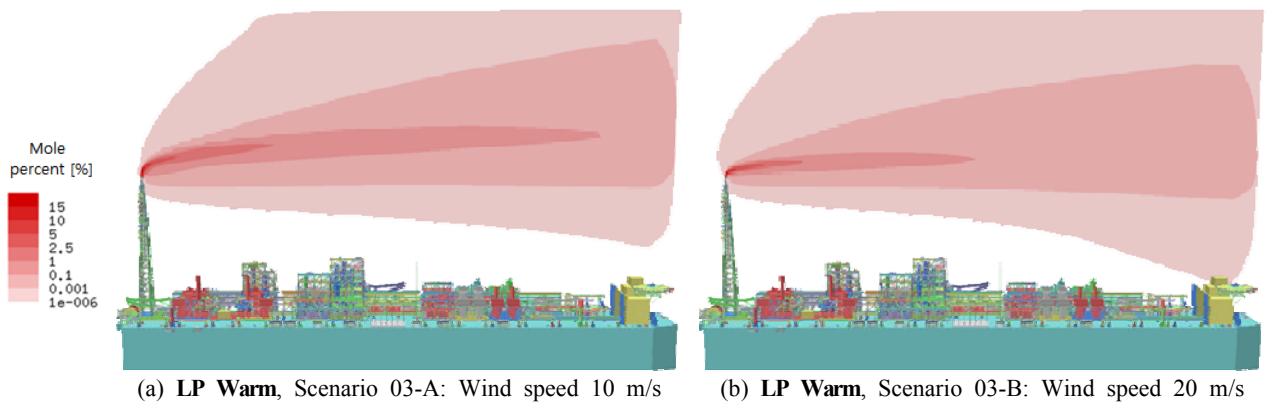 Mole
percent [%]
15
10
5
2.5
1
0.1
0.001
1e-006
(a) LP Warm, Scenario 03-A: Wind speed 10 m/s
(b) LP Warm, Scenario 03-B: Wind speed 20 m/s